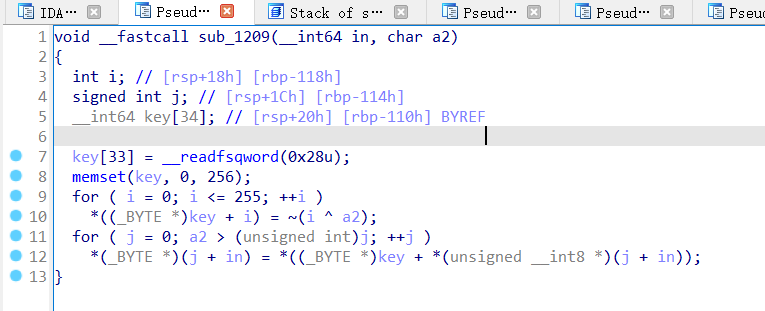 IDA⋯ Pseud⋯ Stack of s⋯ Pseud⋯ Pseud⋯ Pseud
1 void __fastcall sub_1209(__int64 in, char a2)
2 {
3 int i; // [rsp+18h] [rbp-118h]
4 signed int j; // [rsp+1Ch] [rbp-114h]
5 __int64 key[34]; // [rsp+20h] [rbp-110h] BYREF
6
7 key[33] = __readfsqword(0x28u);
8 memset(key, 0, 256);
9 for ( i = 0; i <= 255; ++i )
10 *((_BYTE *)key + i) = ~(i ^ a2);
11 for ( j = 0; a2 > (unsigned int)j; ++j )
12 *(_BYTE *)(j + in) = *((_BYTE *)key + *(unsigned __int8 *)(j + in));
13 }